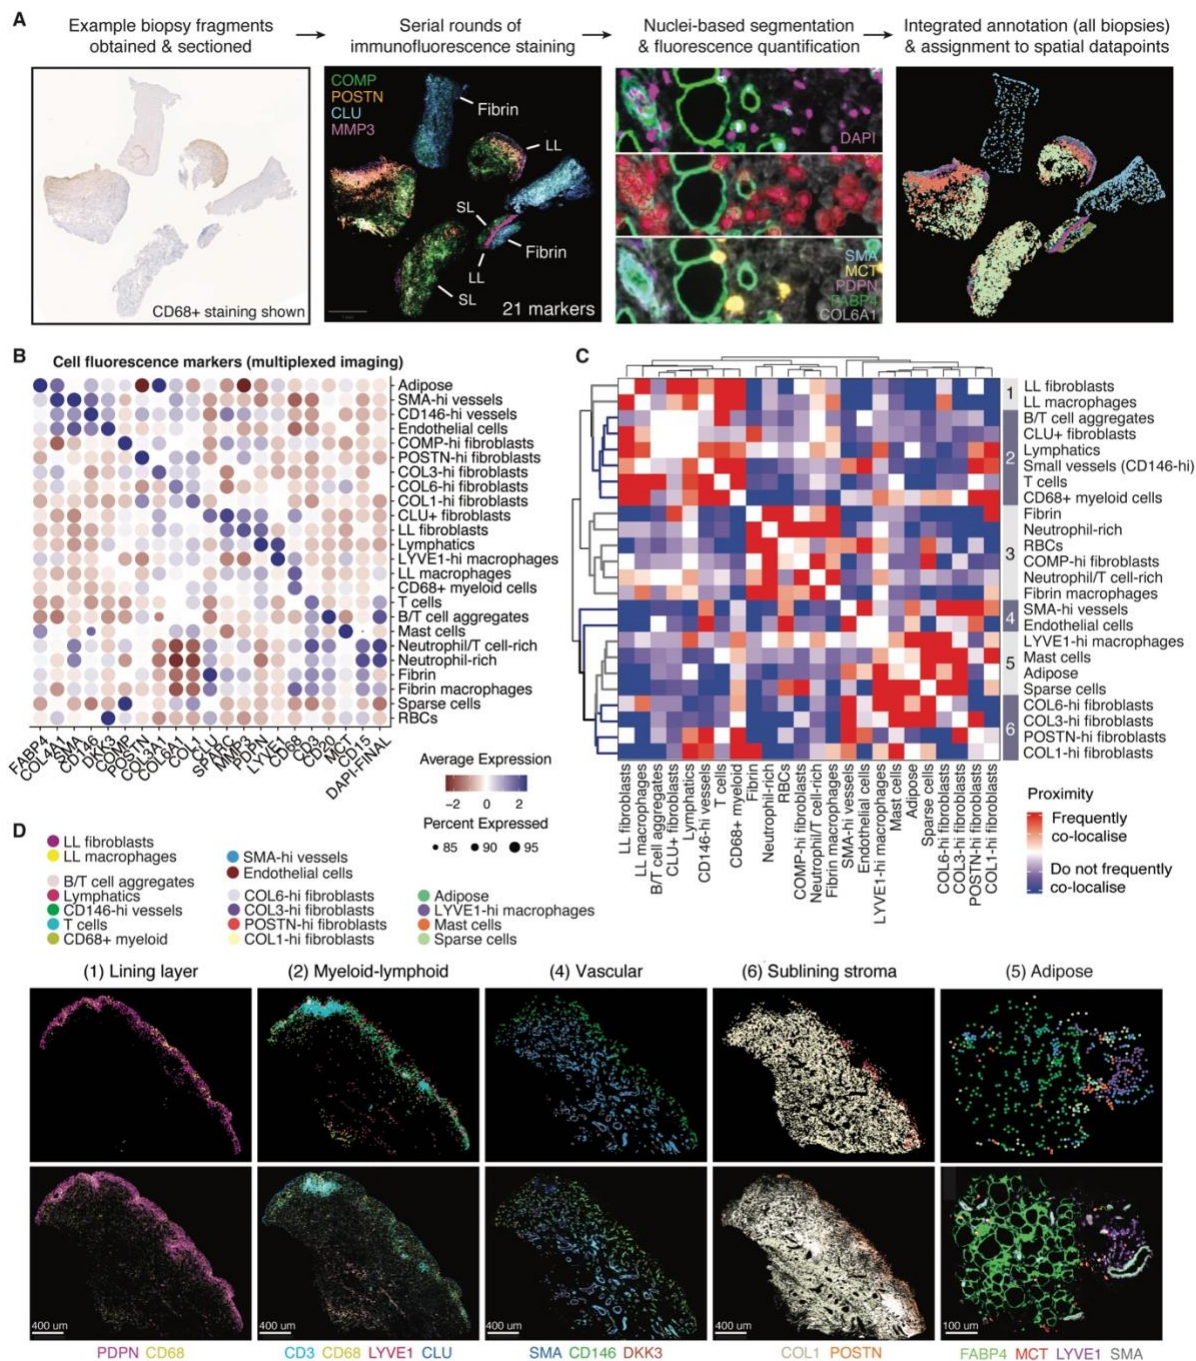 A
Example biopsy fragments
obtained & sectioned
Serial rounds of
immunofluorescence staining
Nuclei-based segmentation
& fluorescence quantification
Integrated annotation (all biopsies)
& assignment to spatial datapoints
CD68+ staining shown
COMP
POSTN
CLU
MMP3
Fibrin
LL
SL
Fibrin
LL
SL
21 markers
DAPI
SMA
MCT
PDPN
FABP4
COL6A1
B
Cell fluorescence markers (multiplexed imaging)
Adipose
SMA-hi vessels
CD146-hi vessels
Endothelial cells
COMP-hi fibroblasts
POSTN-hi fibroblasts
COL3-hi fibroblasts
COL6-hi fibroblasts
COL1-hi fibroblasts
CLU+ fibroblasts
LL fibroblasts
Lymphatics
LYVE1-hi macrophages
LL macrophages
CD68+ myeloid cells
T cells
B/T cell aggregates
Mast cells
Neutrophil/T cell-rich
Neutrophil-rich
Fibrin
Fibrin macrophages
Sparse cells
RBCs
FABP4
COL4A1
SMA
CD146
DKK3
COMP
POSTN
COL3A1
COL6A1
COL1
CLU
SPARC
MMP3
PDPN
LYVE1
CD68
CD3
CD20
MCT
CD15
DAPI-FINAL
Average Expression
−2 0 2
Percent Expressed
85 90 95
C
1
2
3
4
5
6
LL fibroblasts
LL macrophages
B/T cell aggregates
CLU+ fibroblasts
Lymphatics
Small vessels (CD146-hi)
T cells
CD68+ myeloid cells
Fibrin
Neutrophil-rich
RBCs
COMP-hi fibroblasts
Neutrophil/T cell-rich
Fibrin macrophages
SMA-hi vessels
Endothelial cells
LYVE1-hi macrophages
Mast cells
Adipose
Sparse cells
COL6-hi fibroblasts
COL3-hi fibroblasts
POSTN-hi fibroblasts
COL1-hi fibroblasts
LL fibroblasts
LL macrophages
B/T cell aggregates
CLU+ fibroblasts
Lymphatics
CD146-hi vessels
T cells
CD68+ myeloid
Fibrin
Neutrophil-rich
RBCs
COMP-hi fibroblasts
Neutrophil/T cell-rich
Fibrin macrophages
SMA-hi vessels
Endothelial cells
LYVE1-hi macrophages
Mast cells
Adipose
Sparse cells
COL6-hi fibroblasts
COL3-hi fibroblasts
POSTN-hi fibroblasts
COL1-hi fibroblasts
Proximity
Frequently
co-localise
Do not frequently
co-localise
D
LL fibroblasts
LL macrophages
B/T cell aggregates
Lymphatics
CD146-hi vessels
T cells
CD68+ myeloid
SMA-hi vessels
Endothelial cells
COL6-hi fibroblasts
COL3-hi fibroblasts
POSTN-hi fibroblasts
COL1-hi fibroblasts
Adipose
LYVE1-hi macrophages
Mast cells
Sparse cells
(1) Lining layer
(2) Myeloid-lymphoid
(4) Vascular
(6) Sublining stroma
(5) Adipose
400 um
400 um
400 um
400 um
100 um
PDPN CD68
CD3 CD68 LYVE1 CLU
SMA CD146 DKK3
COL1 POSTN
FABP4 MCT LYVE1 SMA